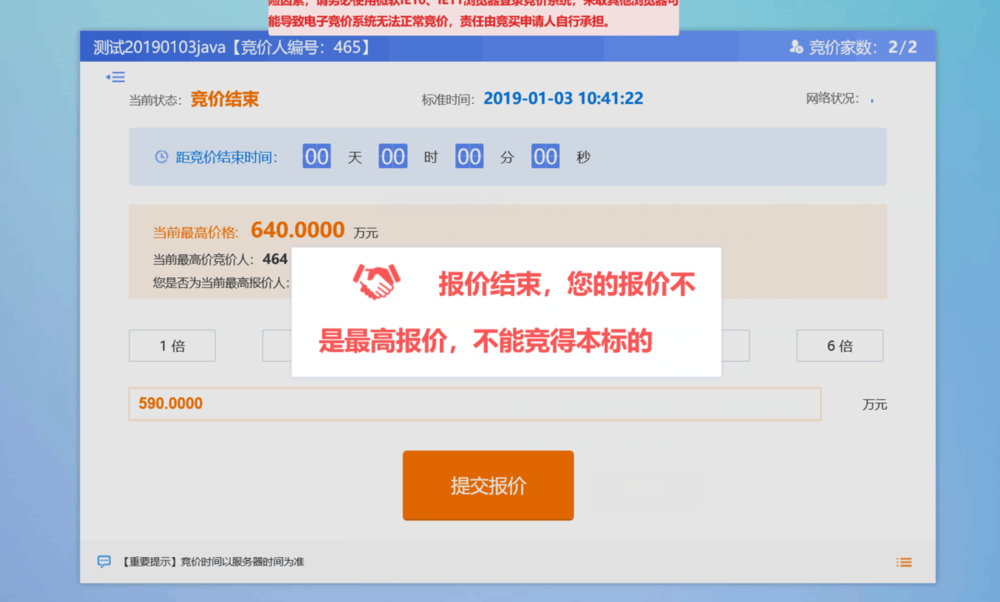 险因素，请务必使用微软IE10、IE11浏览器登录竞价系统，采取其他浏览器可
能导致电子竞价系统无法正常竞价，责任由竞买申请人自行承担。
测试20190103java【竞价人编号：465】
竞价家数：2/2
当前状态：竞价结束
标准时间：2019-01-03 10:41:22
网络状况：
距竞价结束时间： 00 天 00 时 00 分 00 秒
当前最高价格：640.0000 万元
当前最高价竞价人：464
您是否为当前最高报价人：
报价结束，您的报价不
是最高报价，不能竞得本标的
1 倍
6 倍
590.0000
万元
提交报价
【重要提示】竞价时间以服务器时间为准